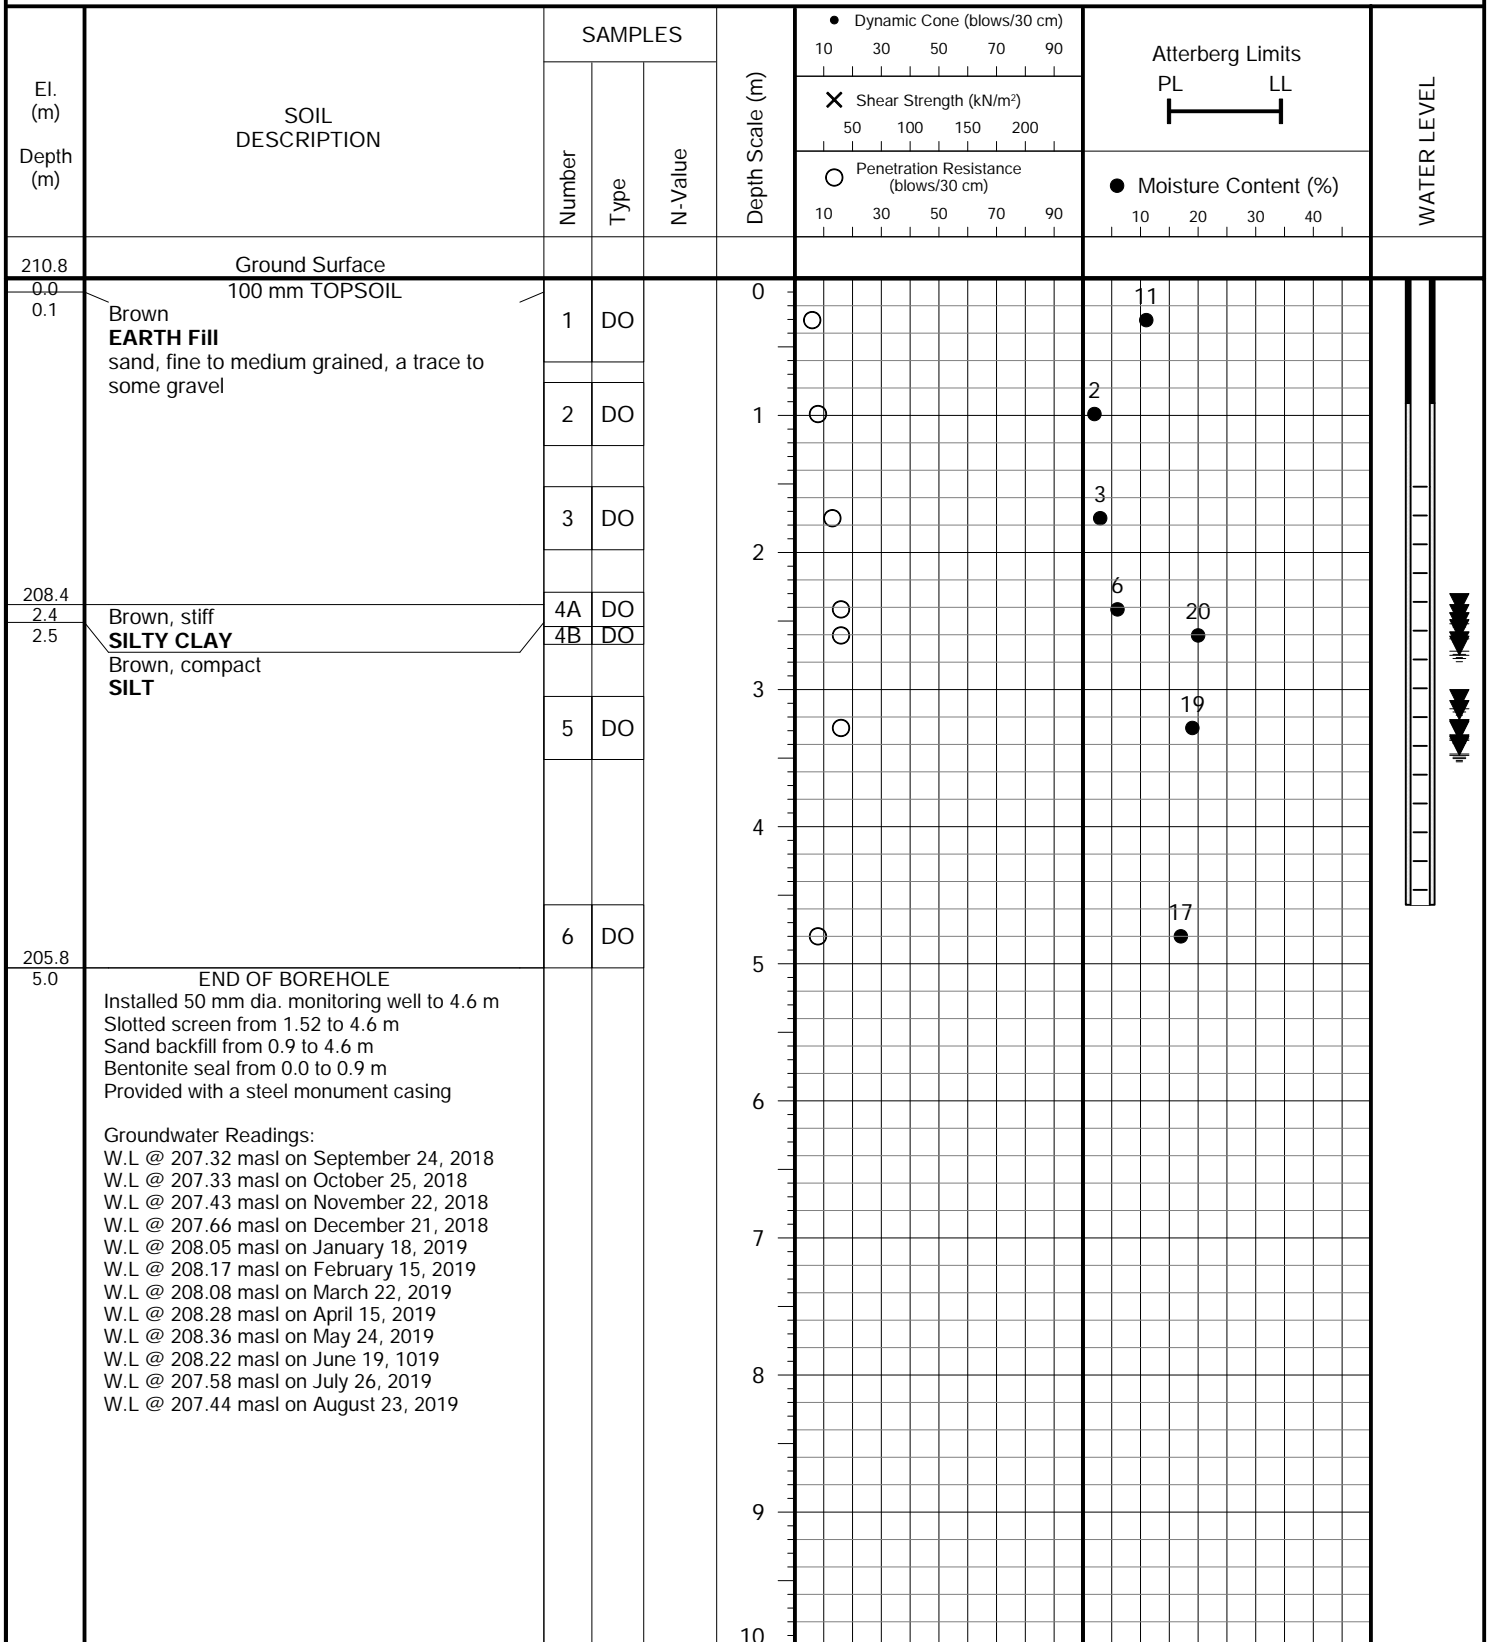 El.
(m)
Depth
(m)
SOIL
DESCRIPTION
SAMPLES
Number
Type
N-Value
Depth Scale (m)
Dynamic Cone (blows/30 cm)
10 30 50 70 90
Shear Strength (kN/m²)
50 100 150 200
Penetration Resistance
(blows/30 cm)
10 30 50 70 90
Atterberg Limits
PL LL
Moisture Content (%)
10 20 30 40
WATER LEVEL
210.8 Ground Surface
0.0 100 mm TOPSOIL 0
0.1
Brown
EARTH Fill
sand, fine to medium grained, a trace to
some gravel
1 DO 11
2 DO 1 2
3 DO 3
2
208.4
2.4
2.5
Brown, stiff
SILTY CLAY
4A DO 6
4B DO 20
Brown, compact
SILT
3
5 DO 19
4
6 DO 17
205.8
5.0 5
END OF BOREHOLE
Installed 50 mm dia. monitoring well to 4.6 m
Slotted screen from 1.52 to 4.6 m
Sand backfill from 0.9 to 4.6 m
Bentonite seal from 0.0 to 0.9 m
Provided with a steel monument casing
6
Groundwater Readings:
W.L @ 207.32 masl on September 24, 2018
W.L @ 207.33 masl on October 25, 2018
W.L @ 207.43 masl on November 22, 2018
W.L @ 207.66 masl on December 21, 2018
W.L @ 208.05 masl on January 18, 2019
W.L @ 208.17 masl on February 15, 2019
W.L @ 208.08 masl on March 22, 2019
W.L @ 208.28 masl on April 15, 2019
W.L @ 208.36 masl on May 24, 2019
W.L @ 208.22 masl on June 19, 1019
W.L @ 207.58 masl on July 26, 2019
W.L @ 207.44 masl on August 23, 2019
7
8
9
10